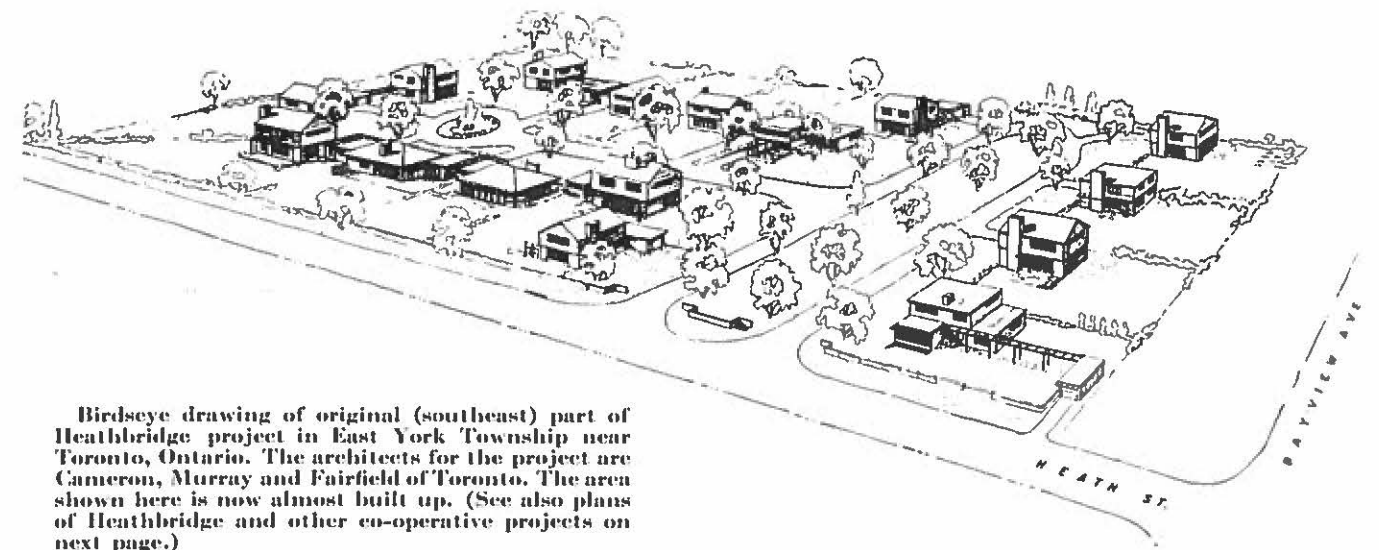 BAYVIEW AVE
HEATH ST.
Birdseye drawing of original (southeast) part of
Heathbridge project in East York Township near
Toronto, Ontario. The architects for the project are
Cameron, Murray and Fairfield of Toronto. The area
shown here is now almost built up. (See also plans
of Heathbridge and other co-operative projects on
next page.)